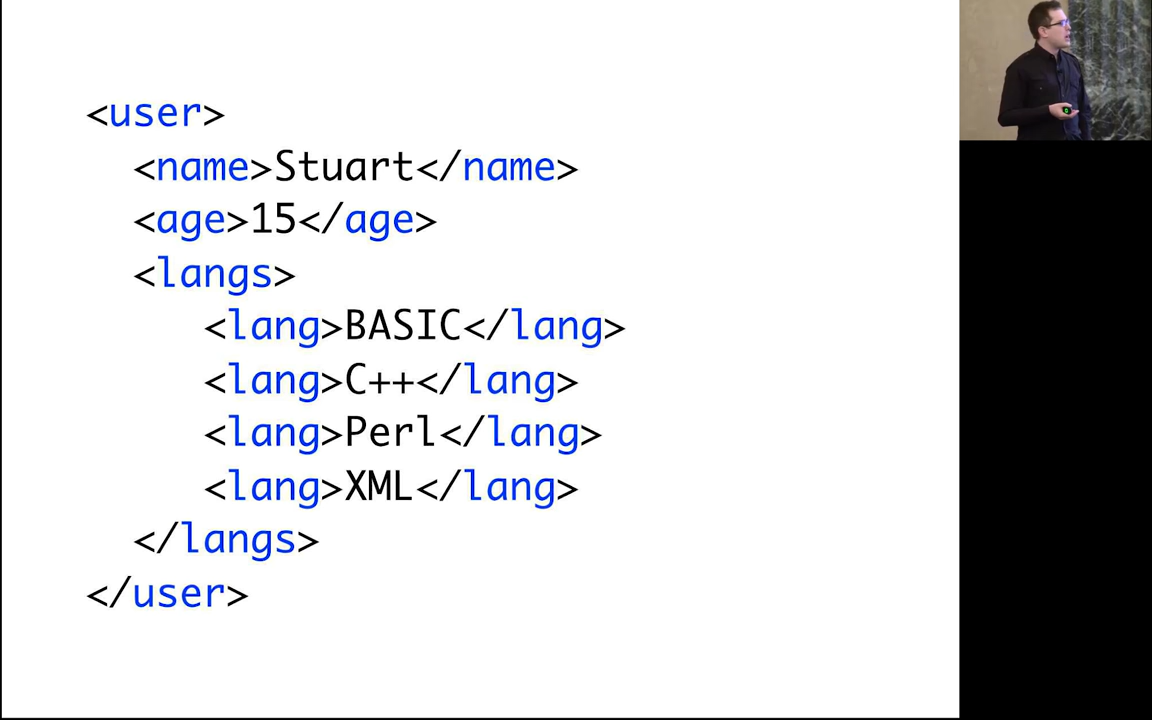 <user>
<name>Stuart</name>
<age>15</age>
<langs>
<lang>BASIC</lang>
<lang>C++</lang>
<lang>Perl</lang>
<lang>XML</lang>
</langs>
</user>